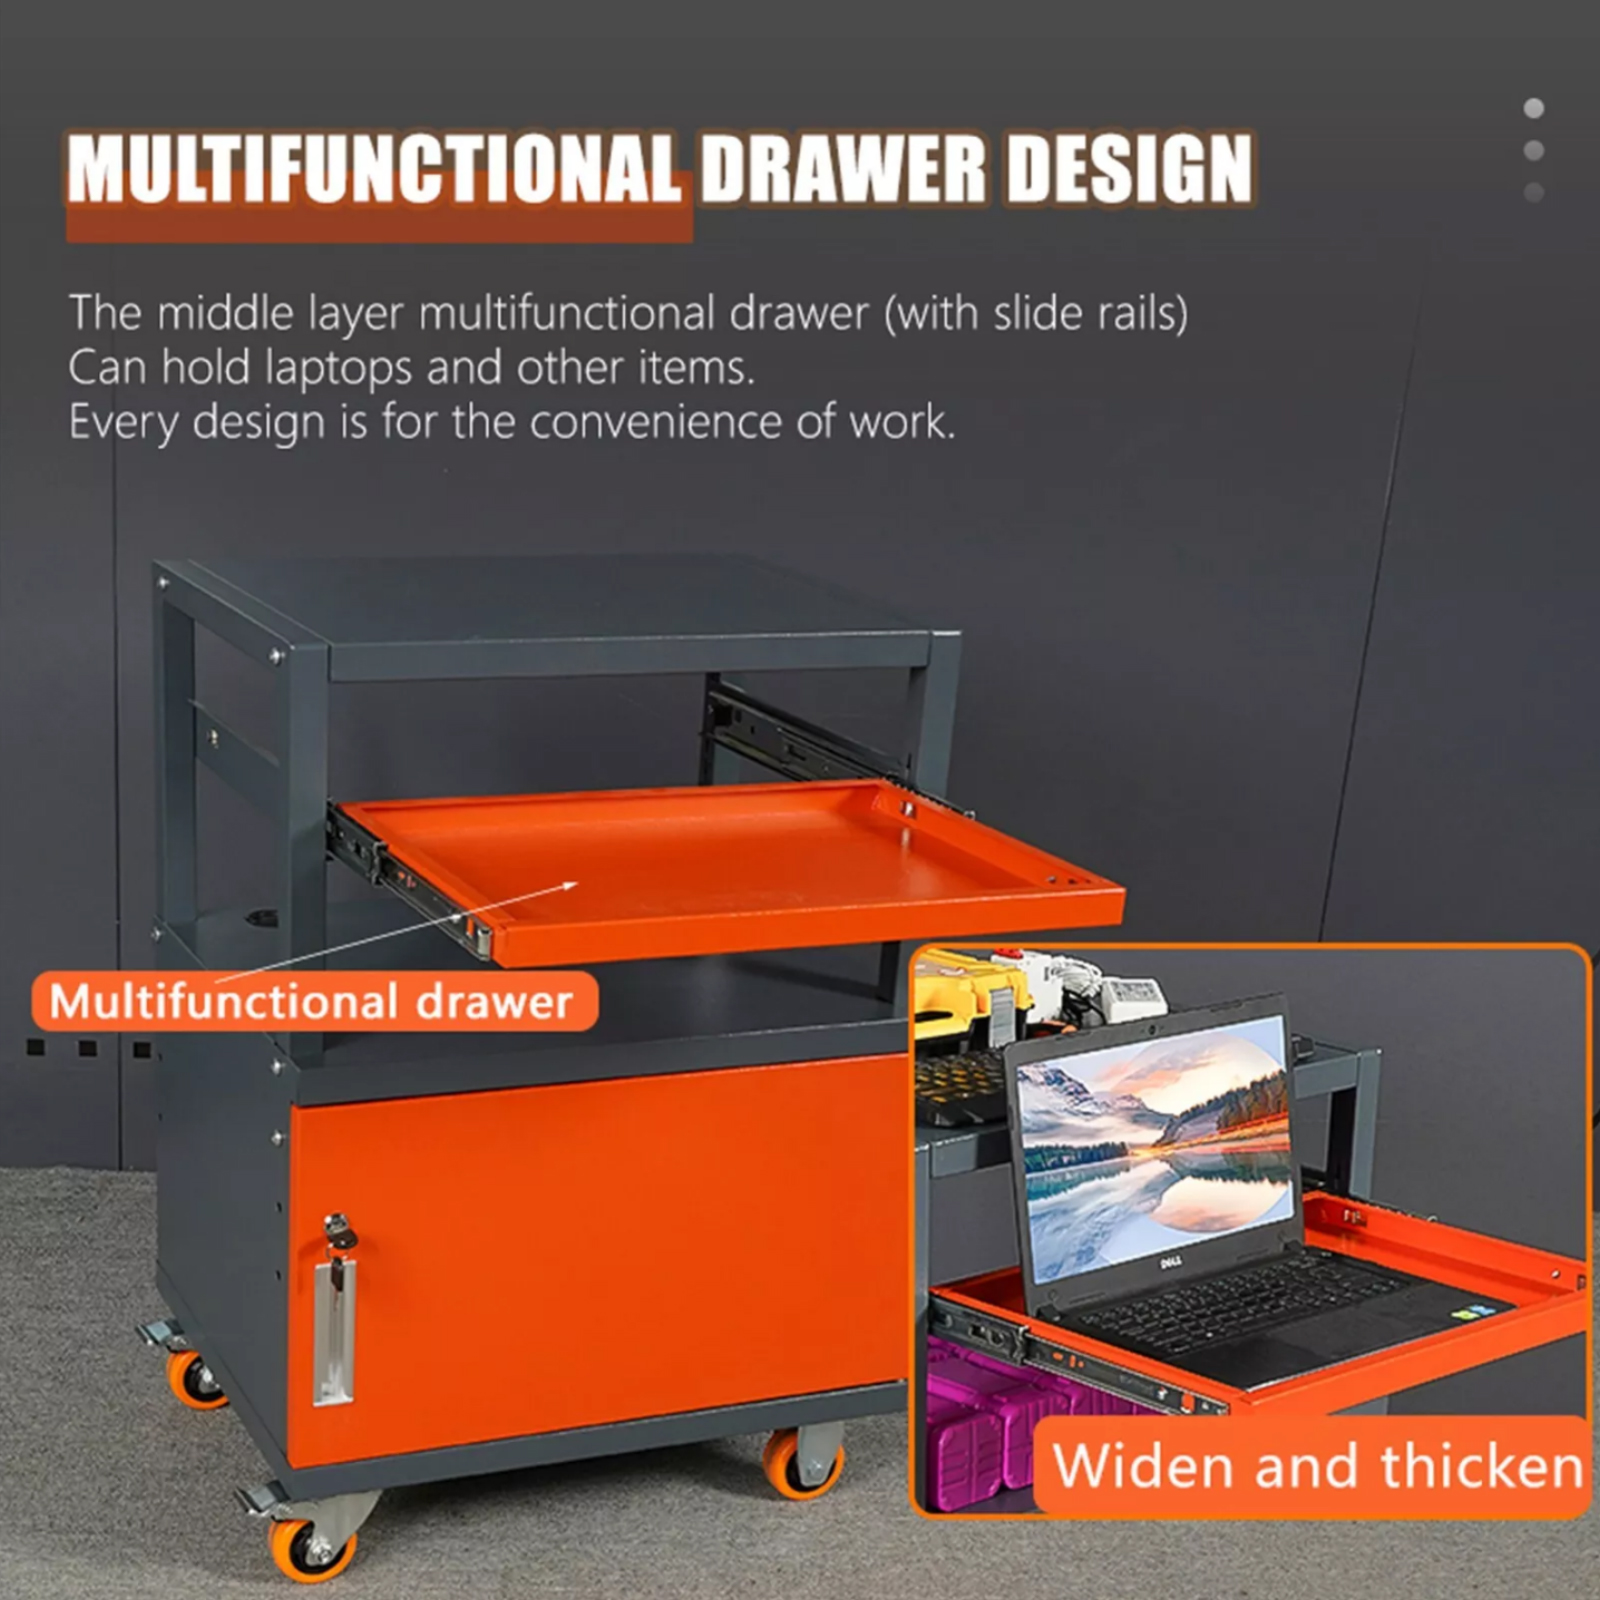 MULTIFUNCTIONAL DRAWER DESIGN
The middle layer multifunctional drawer (with slide rails)
Can hold laptops and other items.
Every design is for the convenience of work.
Multifunctional drawer
DELL
Widen and thicken